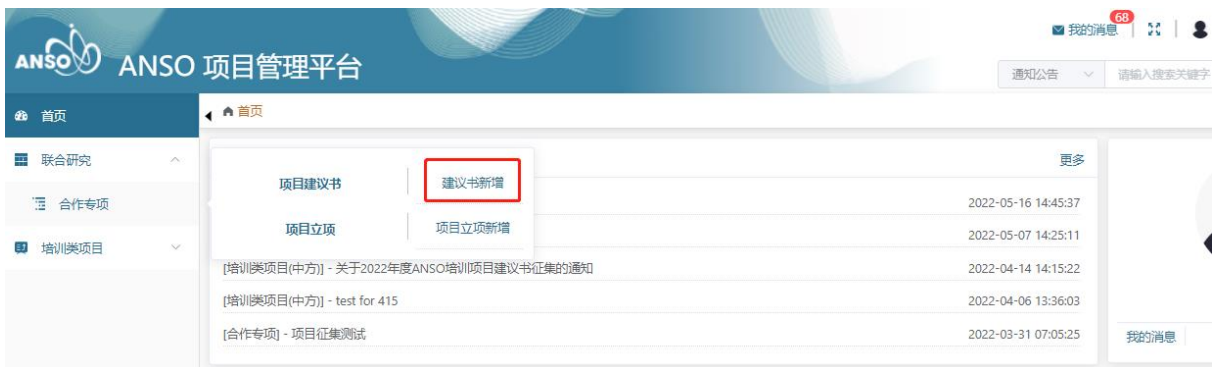 68
我的消息
ANSO
ANSO 项目管理平台
通知公告
请输入搜索关键字
首页
首页
联合研究
合作专项
培训类项目
项目建议书
建议书新增
项目立项
项目立项新增
更多
2022-05-16 14:45:37
2022-05-07 14:25:11
[培训类项目(中方)] - 关于2022年度ANSO培训项目建议书征集的通知
2022-04-14 14:15:22
[培训类项目(中方)] - test for 415
2022-04-06 13:36:03
[合作专项] - 项目征集测试
2022-03-31 07:05:25
我的消息